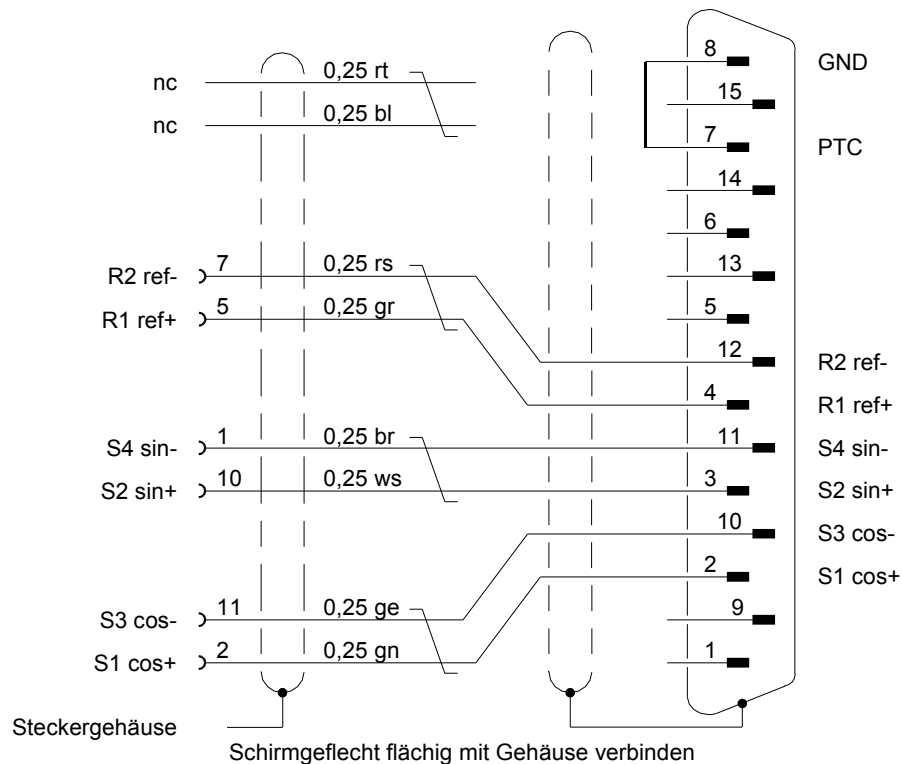 8 GND
nc 0,25 rt
15
nc 0,25 bl
7 PTC
14
6
R2 ref- 7 0,25 rs 13
R1 ref+ 5 0,25 gr 5
12 R2 ref-
4 R1 ref+
S4 sin- 1 0,25 br 11 S4 sin-
S2 sin+ 10 0,25 ws 3 S2 sin+
10 S3 cos-
2 S1 cos+
S3 cos- 11 0,25 ge 9
S1 cos+ 2 0,25 gn 1
Steckergehäuse
Schirmgeflecht flächig mit Gehäuse verbinden